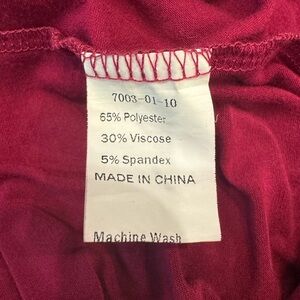 7003-01-10
65% Polyester
30% Viscose
5% Spandex
MADE IN CHINA
Machine Wash